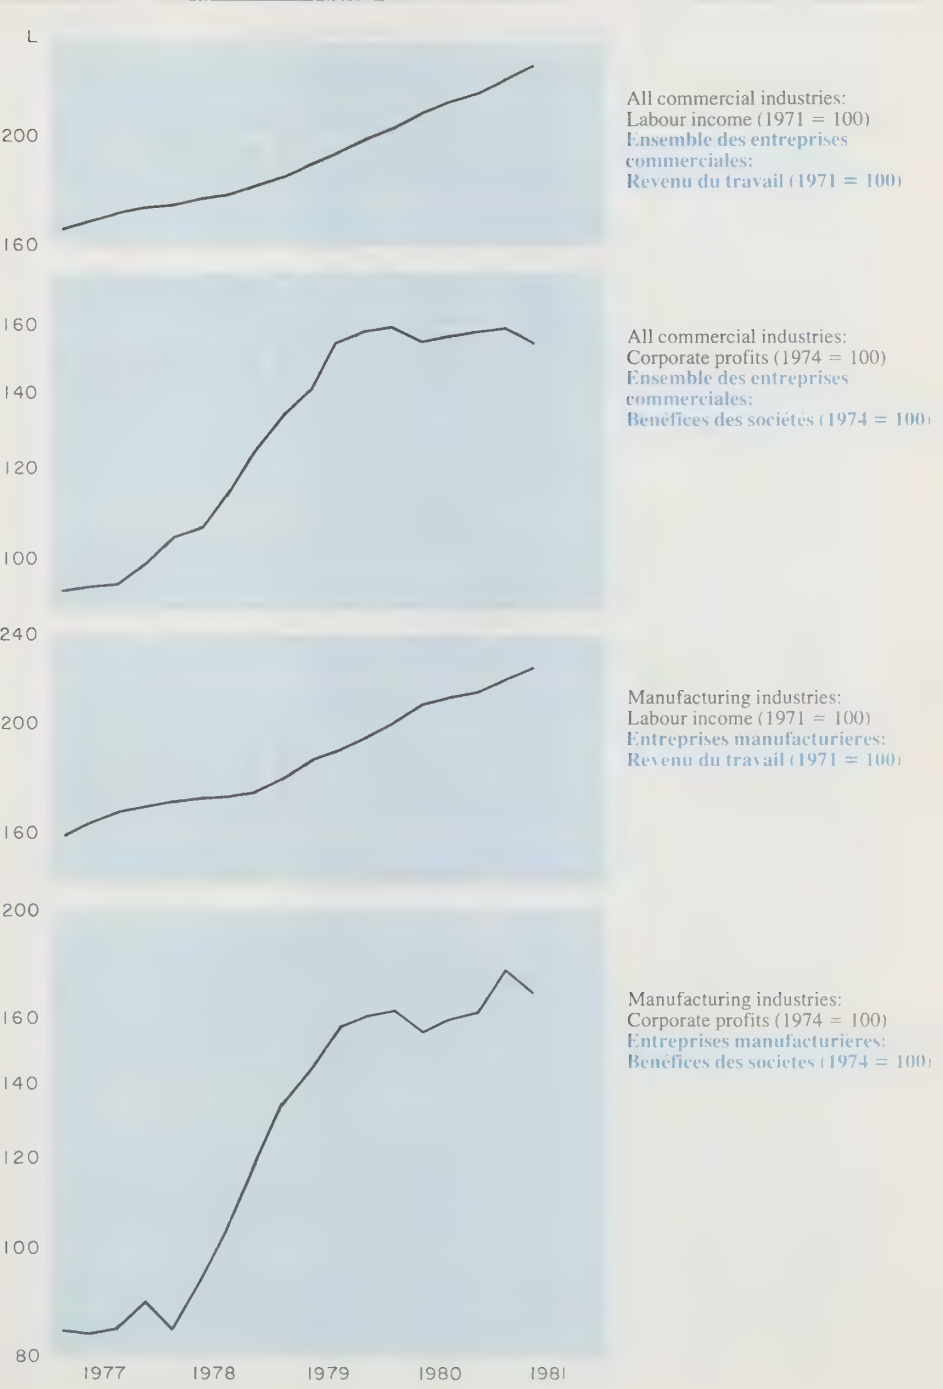 L
200
160
All commercial industries:
Labour income (1971 = 100)
Ensemble des entreprises
commerciales:
Revenu du travail (1971 = 100)
160
140
120
100
All commercial industries:
Corporate profits (1974 = 100)
Ensemble des entreprises
commerciales:
Bénéfices des sociétés (1974 = 100)
240
200
160
Manufacturing industries:
Labour income (1971 = 100)
Entreprises manufacturieres:
Revenu du travail (1971 = 100)
200
160
140
120
100
80
Manufacturing industries:
Corporate profits (1974 = 100)
Entreprises manufacturieres:
Benéfices des societes (1974 = 100)
1977 1978 1979 1980 1981